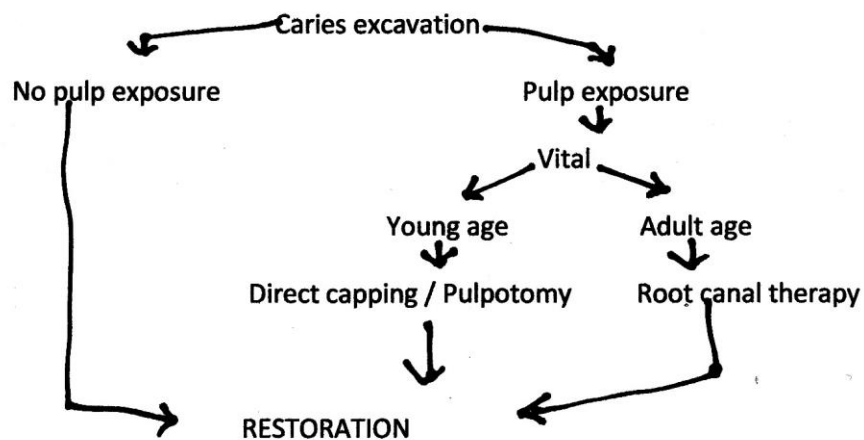 Caries excavation
No pulp exposure
Pulp exposure
Vital
Young age
Adult age
Direct capping / Pulpotomy
Root canal therapy
RESTORATION